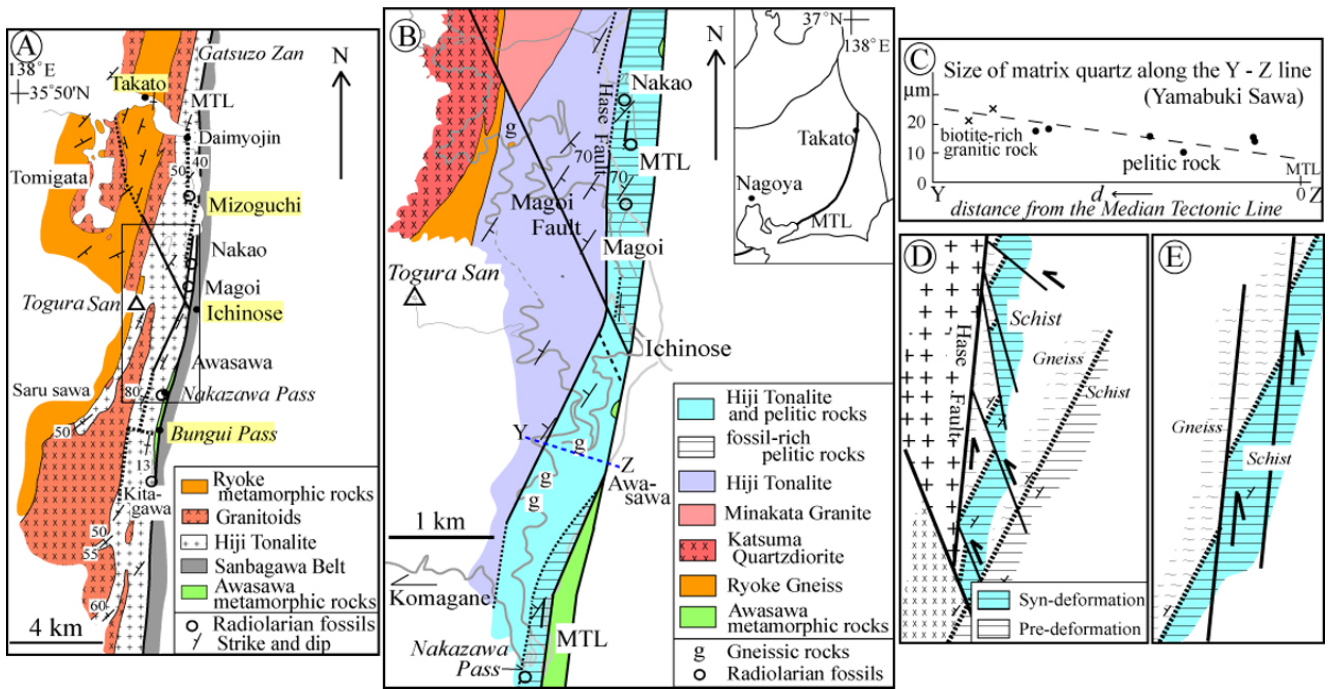 A
138°E
35°50'N
Gatsuzo Zan
N
Takato
MTL
Daimyojin
40
50
Tomigata
Mizoguchi
Nakao
Magoi
Togura San
Ichinose
Awasawa
Saru sawa
80
Nakazawa Pass
50
Bungui Pass
13
Kita-
gawa
50
55
60
4 km
Ryoke
metamorphic rocks
Granitoids
Hiji Tonalite
Sanbagawa Belt
Awasawa
metamorphic rocks
Radiolarian fossils
Strike and dip
B
N
Nakao
Hase Fault
g
MTL
70
70
Magoi
Fault
Magoi
Togura San
Ichinose
Y
g
Z
g
Awa-
sawa
1 km
g
Komagane
MTL
Nakazawa
Pass
37°N
138°E
Takato
Nagoya
MTL
Hiji Tonalite
and pelitic rocks
fossil-rich
pelitic rocks
Hiji Tonalite
Minakata Granite
Katsuma
Quartzdiorite
Ryoke Gneiss
Awasawa
metamorphic rocks
g Gneissic rocks
Radiolarian fossils
C
Size of matrix quartz along the Y - Z line
(Yamabuki Sawa)
µm
20
10
0
biotite-rich
granitic rock
pelitic rock
MTL
Y
d
0 Z
distance from the Median Tectonic Line
D
Schist
Hase
Fault
Gneiss
Schist
Syn-deformation
Pre-deformation
E
Gneiss
Schist